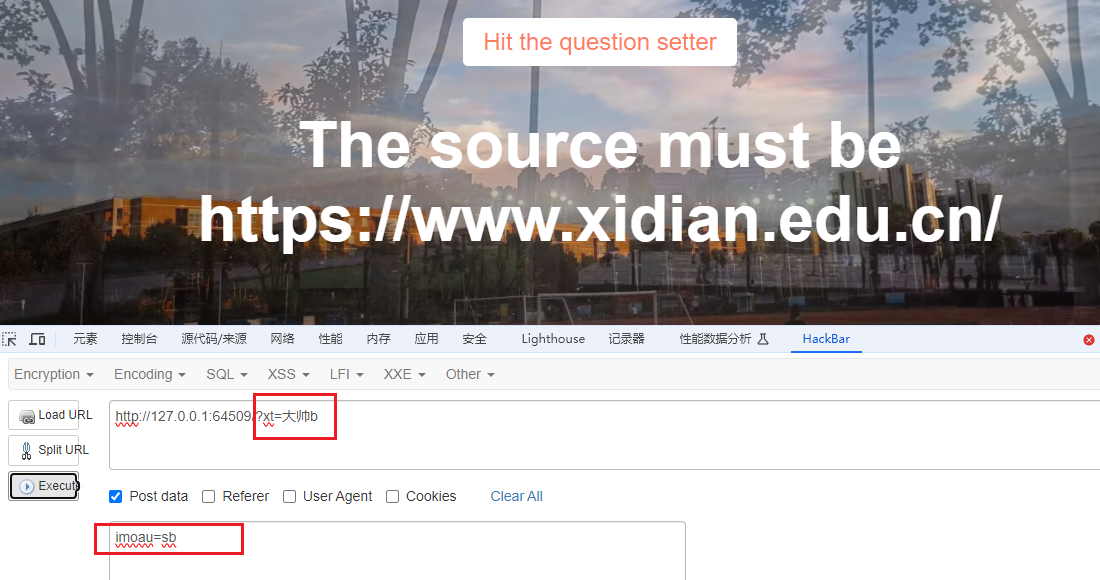 Hit the question setter
The source must be
https://www.xidian.edu.cn/
元素 控制台 源代码/来源 网络 性能 内存 应用 安全 Lighthouse 记录器 性能数据分析 HackBar
Encryption Encoding SQL XSS LFI XXE Other
Load URL
http://127.0.0.1:64509/?xt=大帅b
Split URL
Execute
Post data Referer User Agent Cookies Clear All
imoau=sb